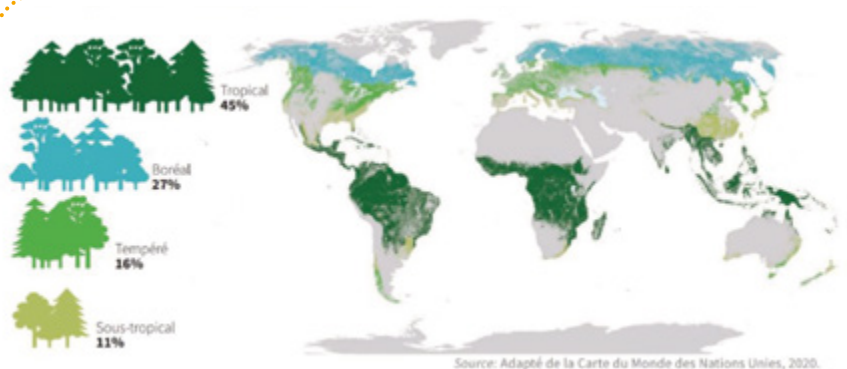 Tropical
45%
Boréal
27%
Tempéré
16%
Sous-tropical
11%
Source: Adapté de la Carte du Monde des Nations Unies, 2020.